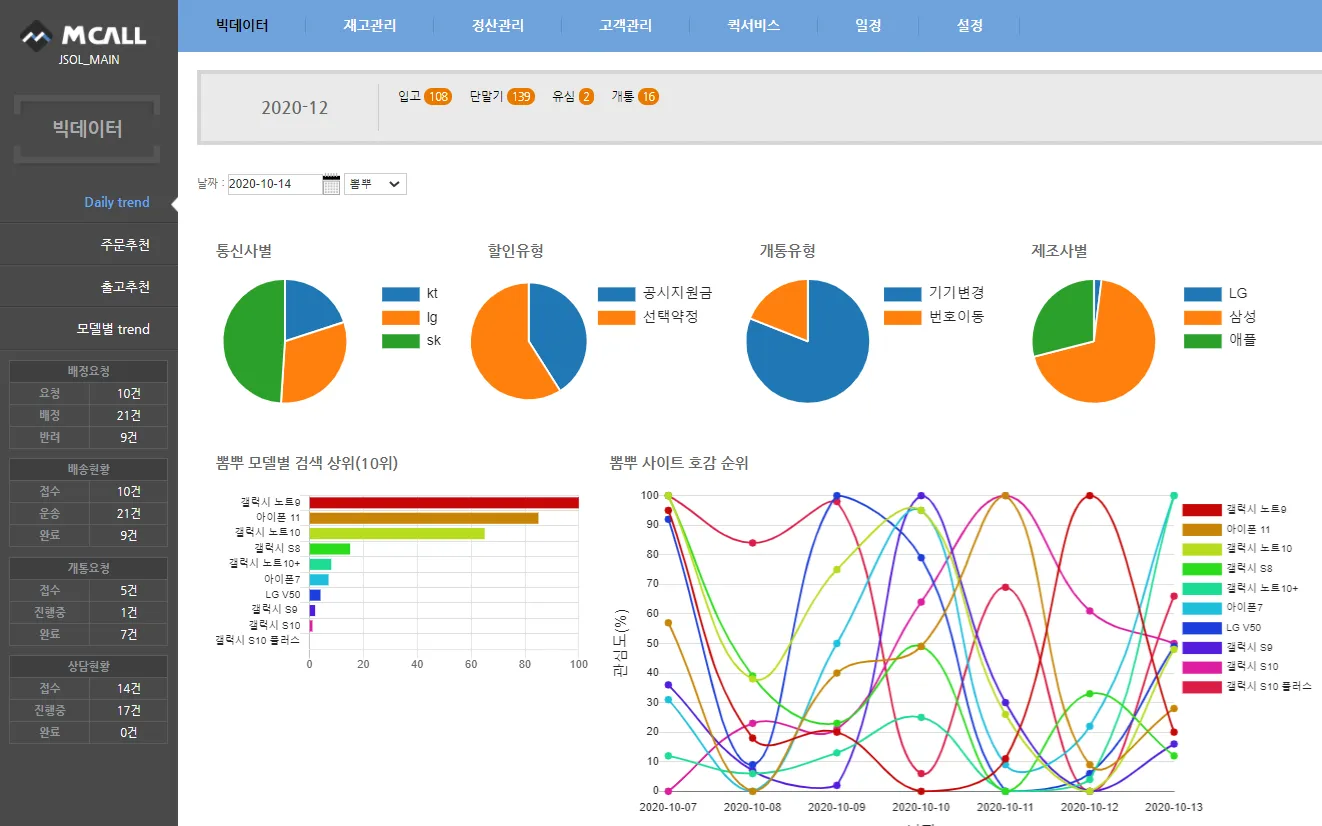 MCALL
JSOL_MAIN
빅데이터 재고관리 정산관리 고객관리 퀵서비스 일정 설정
빅데이터
Daily trend
주문추천
출고추천
모델별 trend
배정요청
요청 10건
배정 21건
반려 9건
배송현황
접수 10건
운송 21건
완료 9건
개통요청
접수 5건
진행중 1건
완료 7건
상담현황
접수 14건
진행중 17건
완료 0건
2020-12
입고 108 단말기 139 유심 2 개통 16
날짜 : 2020-10-14 뽐뿌
통신사별
kt
lg
sk
할인유형
공시지원금
선택약정
개통유형
기기변경
번호이동
제조사별
LG
삼성
애플
뽐뿌 모델별 검색 상위(10위)
갤럭시 노트9
아이폰 11
갤럭시 노트10
갤럭시 S8
갤럭시 노트10+
아이폰7
LG V50
갤럭시 S9
갤럭시 S10
갤럭시 S10 플러스
0 20 40 60 80 100
뽐뿌 사이트 호감 순위
관심도(%)
100
90
80
70
60
50
40
30
20
10
0
2020-10-07 2020-10-08 2020-10-09 2020-10-10 2020-10-11 2020-10-12 2020-10-13
갤럭시 노트9
아이폰 11
갤럭시 노트10
갤럭시 S8
갤럭시 노트10+
아이폰7
LG V50
갤럭시 S9
갤럭시 S10
갤럭시 S10 플러스